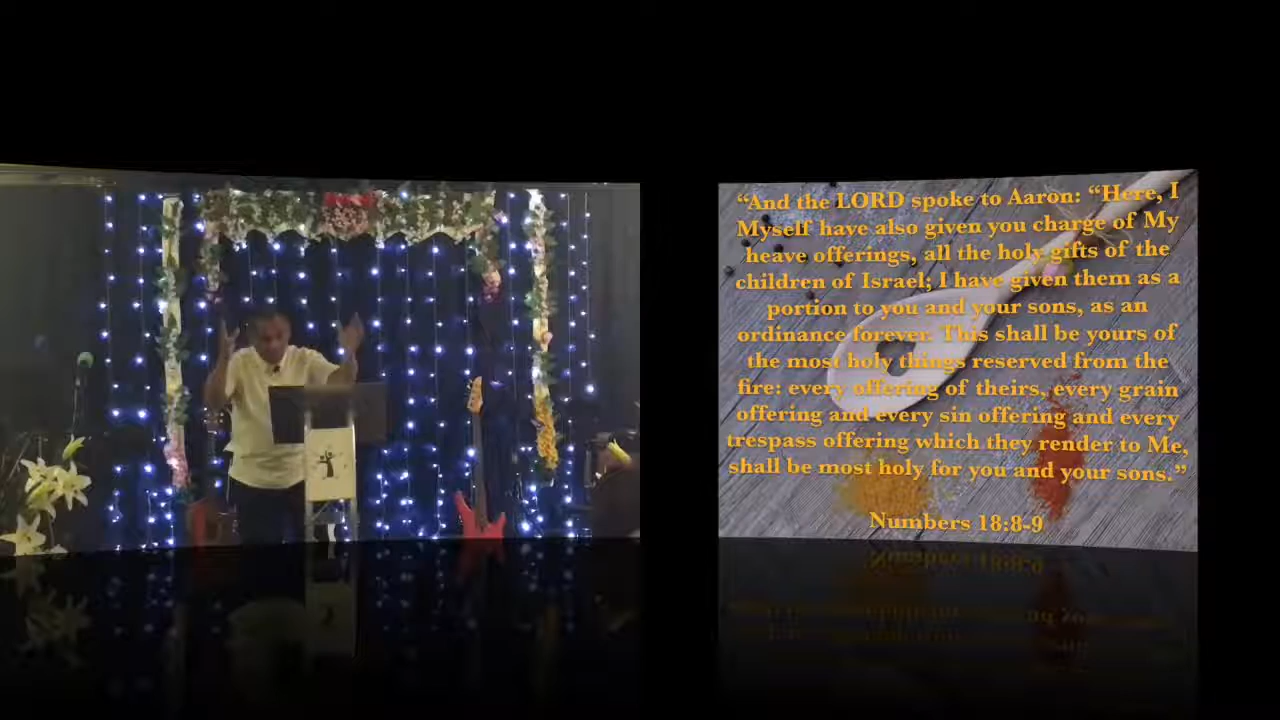 “And the LORD spoke to Aaron: “Here, I
Myself have also given you charge of My
heave offerings, all the holy gifts of the
children of Israel; I have given them as a
portion to you and your sons, as an
ordinance forever. This shall be yours of
the most holy things reserved from the
fire: every offering of theirs, every grain
offering and every sin offering and every
trespass offering which they render to Me,
shall be most holy for you and your sons.”
Numbers 18:8-9